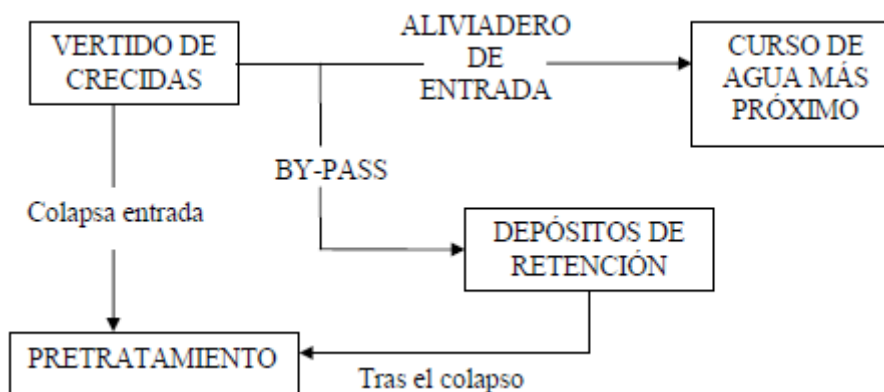 VERTIDO DE
CRECIDAS
ALIVIADERO
DE
ENTRADA
CURSO DE
AGUA MÁS
PRÓXIMO
BY-PASS
Colapsa entrada
DEPÓSITOS DE
RETENCIÓN
PRETRATAMIENTO
Tras el colapso